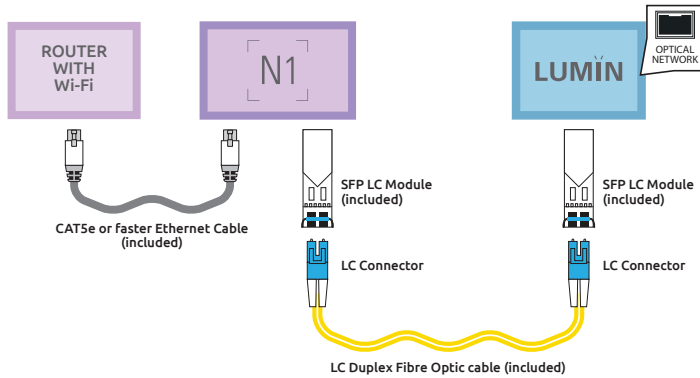 ROUTER
WITH
Wi-Fi
N1
LUMÏN
OPTICAL
NETWORK
SFP LC Module
(included)
SFP LC Module
(included)
CAT5e or faster Ethernet Cable
(included)
LC Connector
LC Connector
LC Duplex Fibre Optic cable (included)